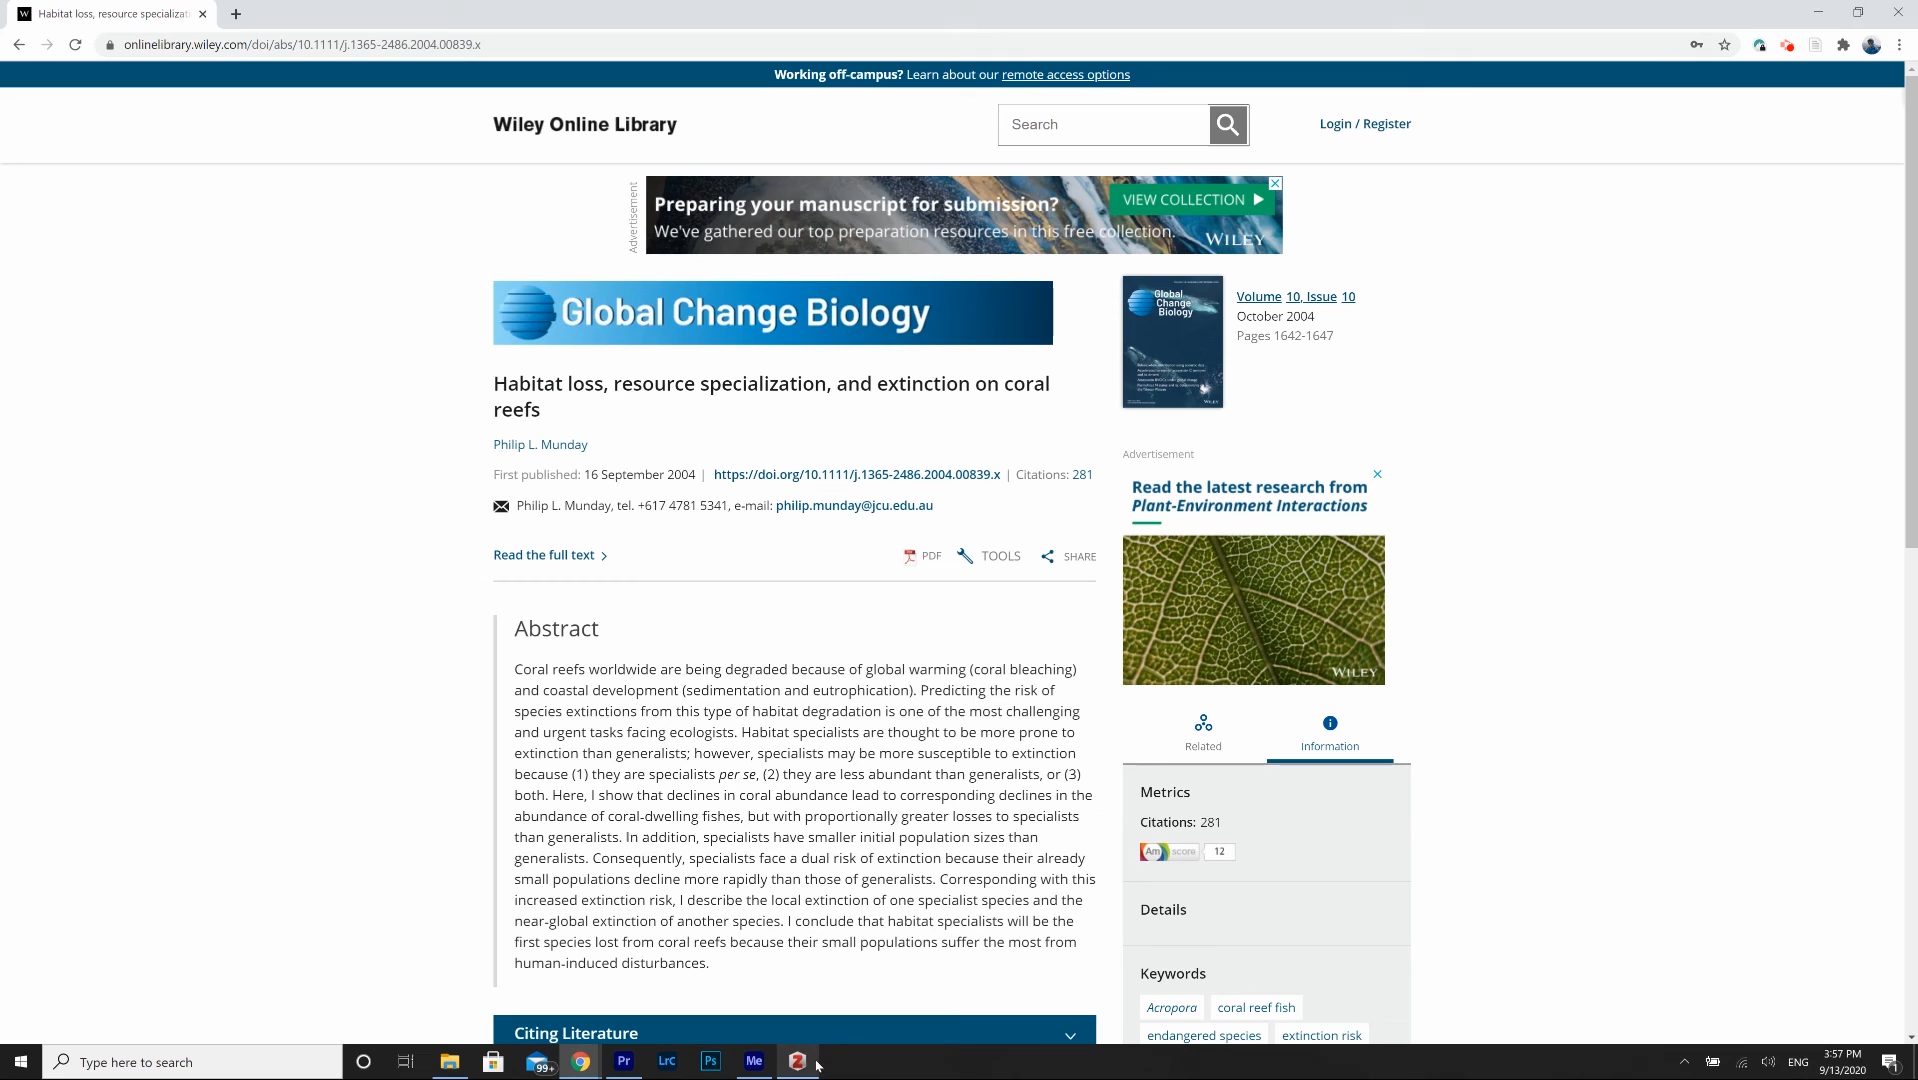 Habitat loss, resource specializati
onlinelibrary.wiley.com/doi/abs/10.1111/j.1365-2486.2004.00839.x
Working off-campus? Learn about our remote access options
Wiley Online Library
Search
Login / Register
Advertisement
Preparing your manuscript for submission?
VIEW COLLECTION
We've gathered our top preparation resources in this free collection.
WILEY
Global Change Biology
Global
Change
Biology
WILEY
Volume 10, Issue 10
October 2004
Pages 1642-1647
Habitat loss, resource specialization, and extinction on coral
reefs
Philip L. Munday
First published: 16 September 2004 | https://doi.org/10.1111/j.1365-2486.2004.00839.x | Citations: 281
Philip L. Munday, tel. +617 4781 5341, e-mail: philip.munday@jcu.edu.au
Read the full text
PDF
TOOLS
SHARE
Abstract
Coral reefs worldwide are being degraded because of global warming (coral bleaching)
and coastal development (sedimentation and eutrophication). Predicting the risk of
species extinctions from this type of habitat degradation is one of the most challenging
and urgent tasks facing ecologists. Habitat specialists are thought to be more prone to
extinction than generalists; however, specialists may be more susceptible to extinction
because (1) they are specialists per se, (2) they are less abundant than generalists, or (3)
both. Here, I show that declines in coral abundance lead to corresponding declines in the
abundance of coral-dwelling fishes, but with proportionally greater losses to specialists
than generalists. In addition, specialists have smaller initial population sizes than
generalists. Consequently, specialists face a dual risk of extinction because their already
small populations decline more rapidly than those of generalists. Corresponding with this
increased extinction risk, I describe the local extinction of one specialist species and the
near-global extinction of another species. I conclude that habitat specialists will be the
first species lost from coral reefs because their small populations suffer the most from
human-induced disturbances.
Citing Literature
Advertisement
Read the latest research from
Plant-Environment Interactions
WILEY
Related
Information
Metrics
Citations: 281
Am score 12
Details
Keywords
Acropora
coral reef fish
endangered species
extinction risk
Type here to search
99+
Pr
LrC
Ps
Me
Z
ENG
3:57 PM
9/13/2020
1